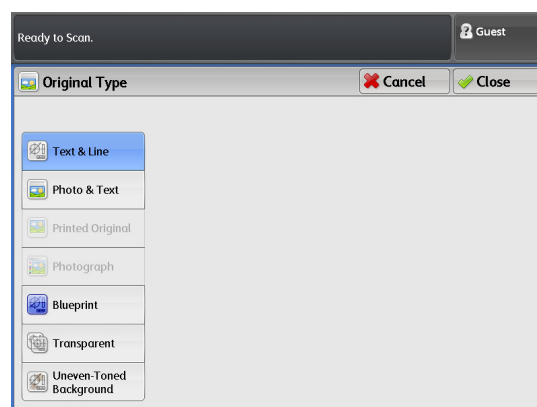 Ready to Scan.
Guest
Original Type
Cancel
Close
Text & Line
Photo & Text
Printed Original
Photograph
Blueprint
Transparent
Uneven-Toned
Background